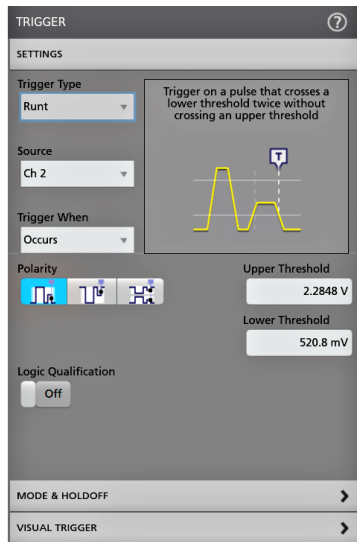 TRIGGER
?
SETTINGS
Trigger Type
Runt
Trigger on a pulse that crosses a
lower threshold twice without
crossing an upper threshold
T
Source
Ch 2
Trigger When
Occurs
Polarity
Upper Threshold
2.2848 V
Lower Threshold
520.8 mV
Logic Qualification
Off
MODE & HOLDOFF
VISUAL TRIGGER